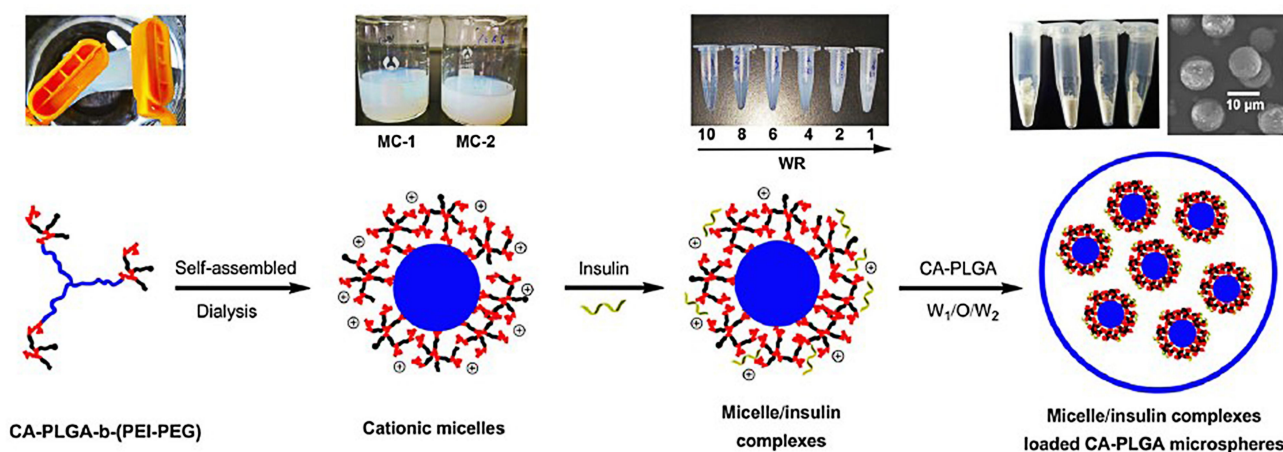 MC-1 MC-2
10 8 6 4 2 1
WR
10 μm
Self-assembled
Dialysis
Insulin
CA-PLGA
W₁/O/W₂
CA-PLGA-b-(PEI-PEG)
Cationic micelles
Micelle/insulin
complexes
Micelle/insulin complexes
loaded CA-PLGA microspheres